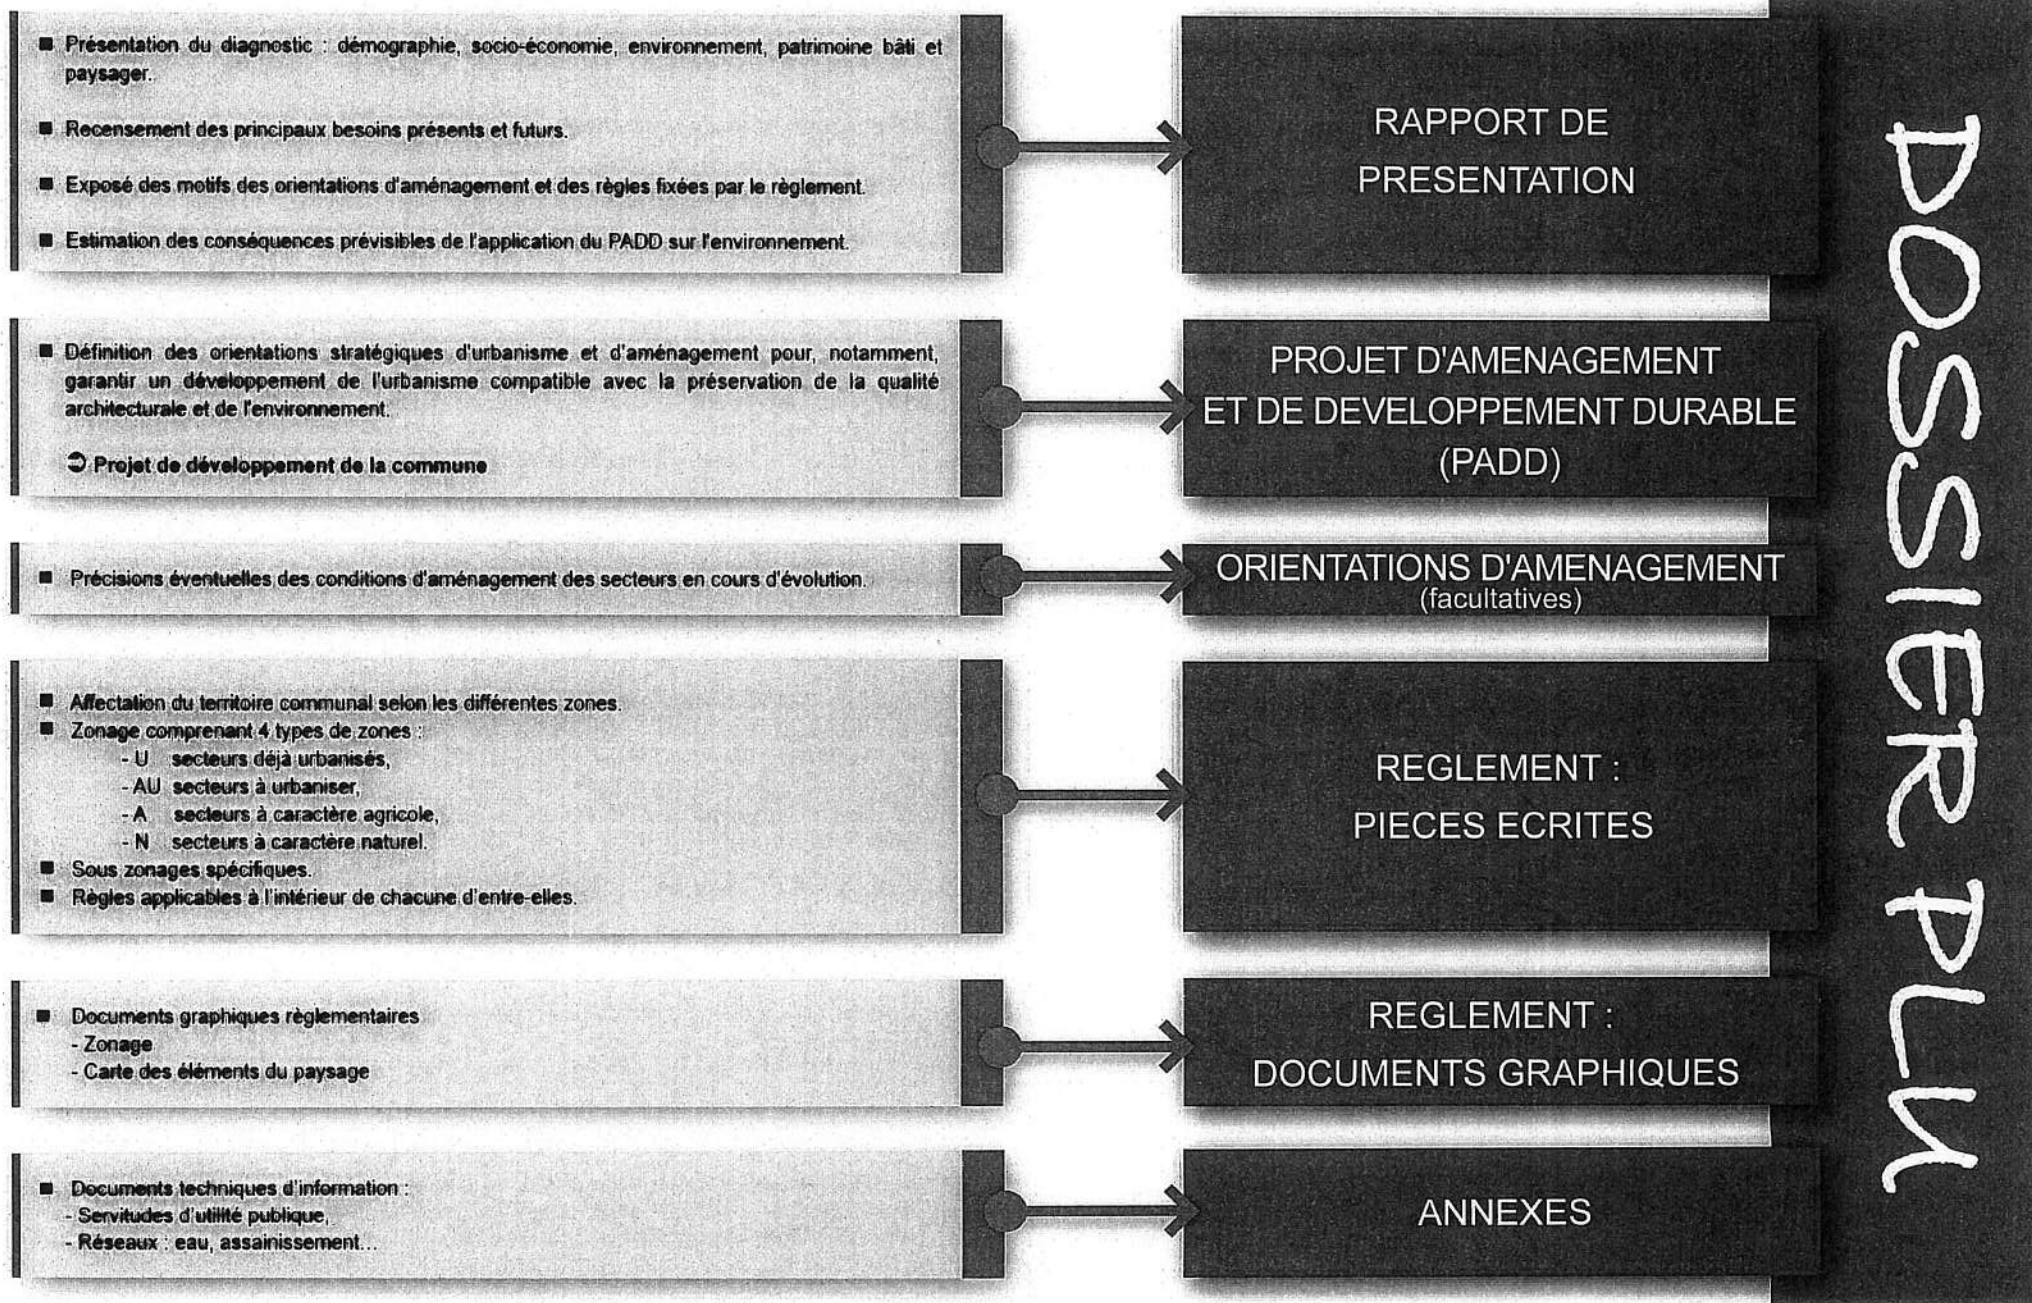 ■ Présentation du diagnostic : démographie, socio-économie, environnement, patrimoine bâti et
paysager.
■ Recensement des principaux besoins présents et futurs.
■ Exposé des motifs des orientations d'aménagement et des règles fixées par le règlement.
■ Estimation des conséquences prévisibles de l'application du PADD sur l'environnement.
RAPPORT DE
PRESENTATION
■ Définition des orientations stratégiques d'urbanisme et d'aménagement pour, notamment,
garantir un développement de l'urbanisme compatible avec la préservation de la qualité
architecturale et de l'environnement.
➲ Projet de développement de la commune
PROJET D'AMENAGEMENT
ET DE DEVELOPPEMENT DURABLE
(PADD)
■ Précisions éventuelles des conditions d'aménagement des secteurs en cours d'évolution.
ORIENTATIONS D'AMENAGEMENT
(facultatives)
■ Affectation du territoire communal selon les différentes zones.
■ Zonage comprenant 4 types de zones :
- U secteurs déjà urbanisés,
- AU secteurs à urbaniser,
- A secteurs à caractère agricole,
- N secteurs à caractère naturel.
■ Sous zonages spécifiques.
■ Règles applicables à l'intérieur de chacune d'entre-elles.
REGLEMENT :
PIECES ECRITES
■ Documents graphiques règlementaires
- Zonage
- Carte des éléments du paysage
REGLEMENT :
DOCUMENTS GRAPHIQUES
■ Documents techniques d'information :
- Servitudes d'utilité publique,
- Réseaux : eau, assainissement...
ANNEXES
DOSSIER PLU